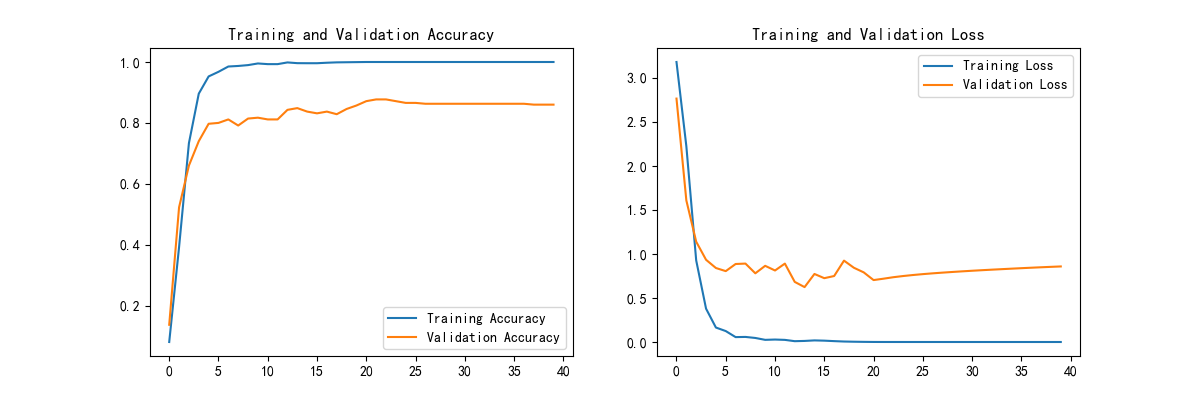 Training and Validation Accuracy
1.0
0.8
0.6
0.4
0.2
Training Accuracy
Validation Accuracy
0 5 10 15 20 25 30 35 40
Training and Validation Loss
3.0
2.5
2.0
1.5
1.0
0.5
0.0
Training Loss
Validation Loss
0 5 10 15 20 25 30 35 40